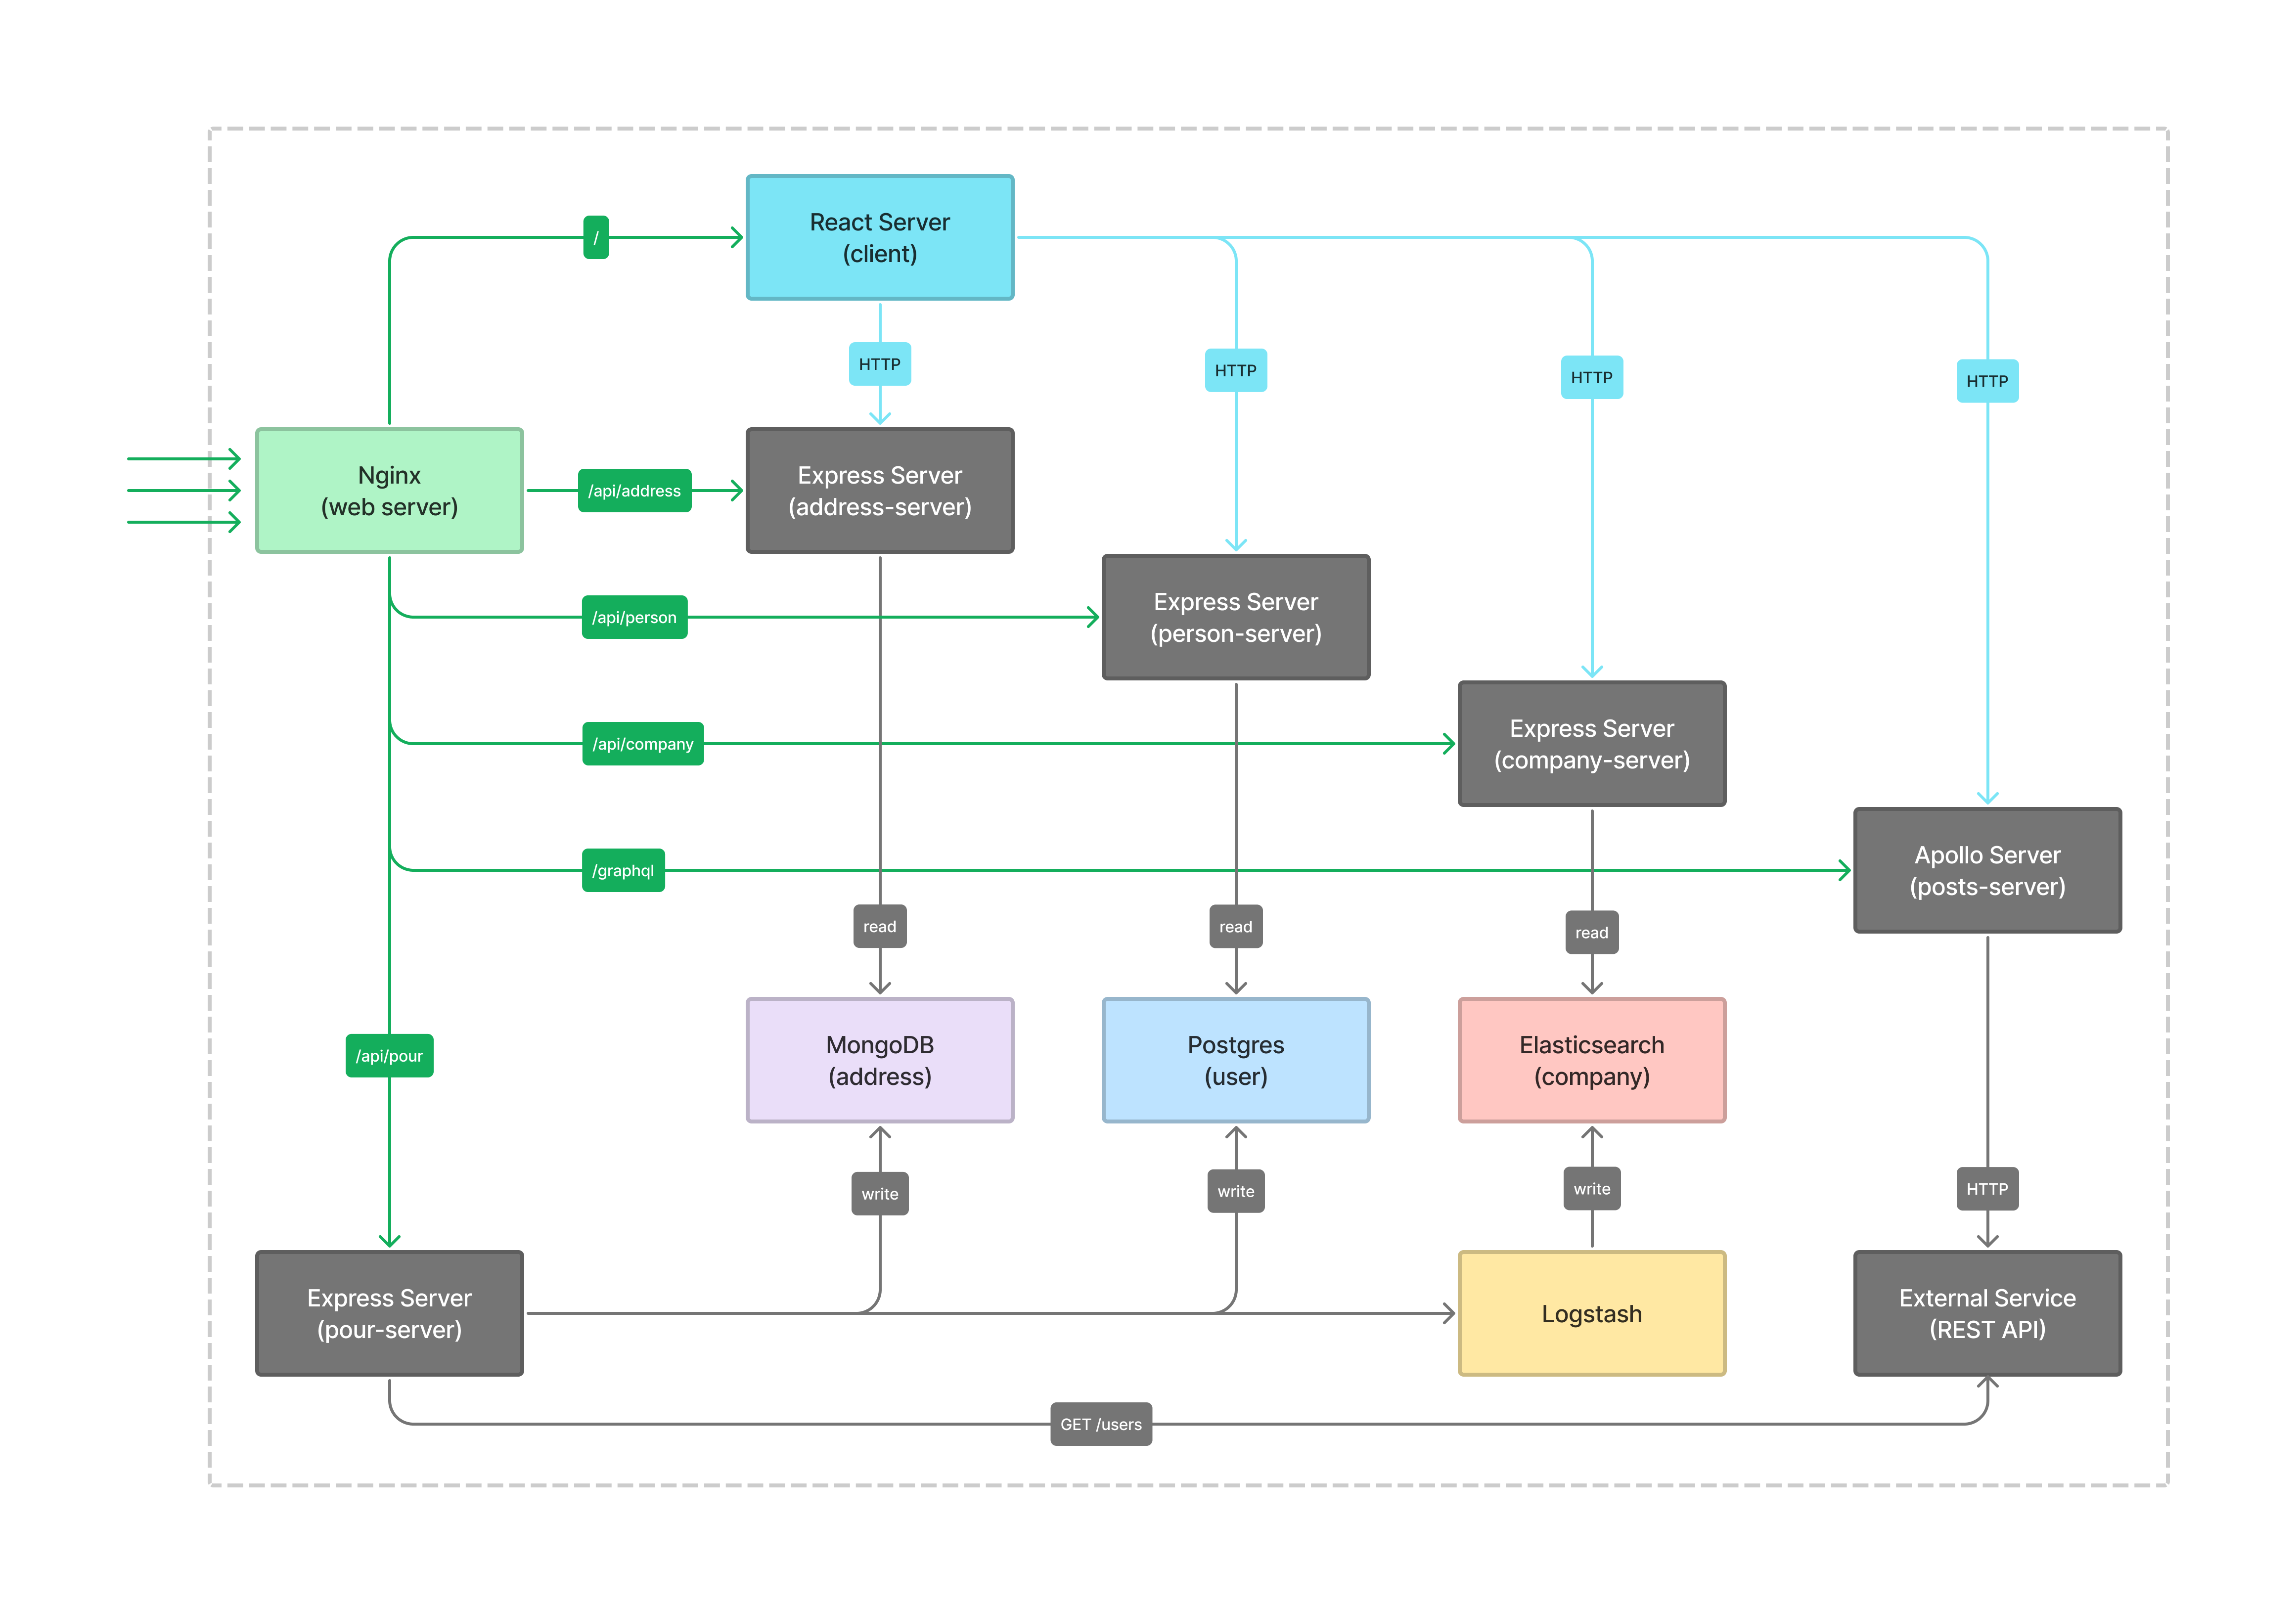 React Server
(client)
/
HTTP
HTTP
HTTP
HTTP
Nginx
(web server)
/api/address
Express Server
(address-server)
/api/person
Express Server
(person-server)
/api/company
Express Server
(company-server)
/graphql
Apollo Server
(posts-server)
read
read
read
/api/pour
MongoDB
(address)
Postgres
(user)
Elasticsearch
(company)
write
write
write
HTTP
Express Server
(pour-server)
Logstash
External Service
(REST API)
GET /users